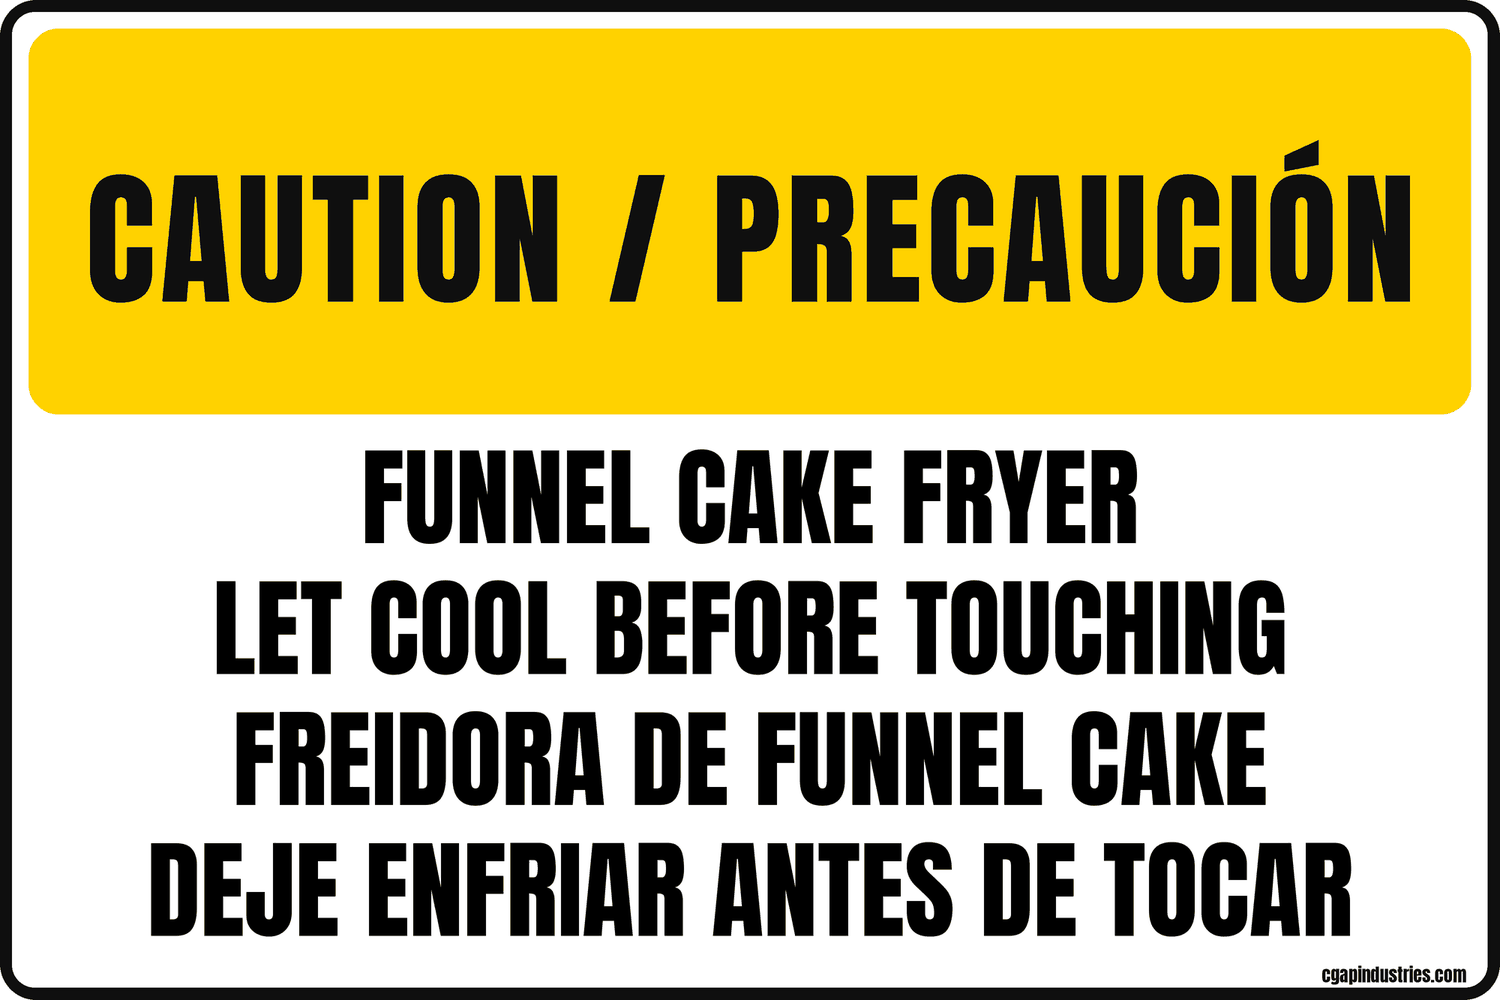 CAUTION / PRECAUCIÓN
FUNNEL CAKE FRYER
LET COOL BEFORE TOUCHING
FREIDORA DE FUNNEL CAKE
DEJE ENFRIAR ANTES DE TOCAR
cgapindustries.com